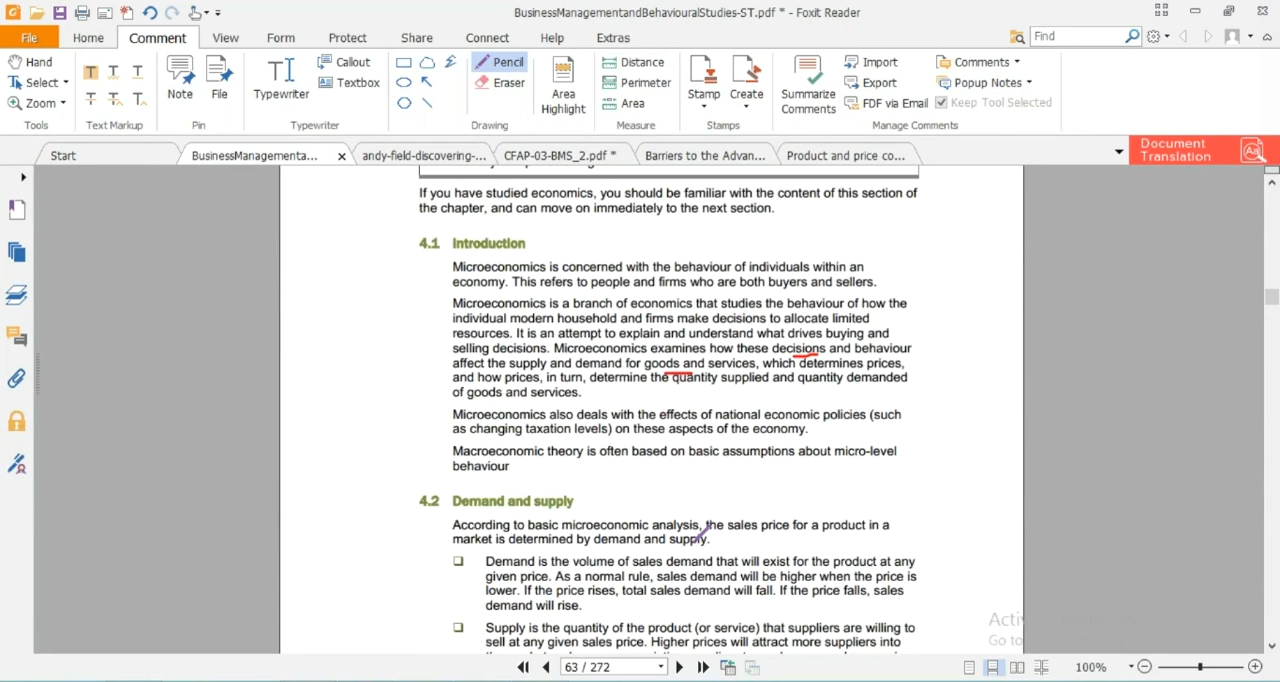 BusinessManagementandBehaviouralStudies-ST.pdf * - Foxit Reader
File Home Comment View Form Protect Share Connect Help Extras Find
Hand
Select
Zoom
Tools
Text Markup
Note
File
Pin
Typewriter
Callout
Textbox
Typewriter
Pencil
Eraser
Area
Highlight
Drawing
Distance
Perimeter
Area
Measure
Stamp
Create
Stamps
Summarize
Comments
Import
Export
FDF via Email
Comments
Popup Notes
Keep Tool Selected
Manage Comments
Start BusinessManagementa... x andy-field-discovering-... CFAP-03-BMS_2.pdf * Barriers to the Advan... Product and price co...
Document
Translation
If you have studied economics, you should be familiar with the content of this section of
the chapter, and can move on immediately to the next section.
4.1 Introduction
Microeconomics is concerned with the behaviour of individuals within an
economy. This refers to people and firms who are both buyers and sellers.
Microeconomics is a branch of economics that studies the behaviour of how the
individual modern household and firms make decisions to allocate limited
resources. It is an attempt to explain and understand what drives buying and
selling decisions. Microeconomics examines how these decisions and behaviour
affect the supply and demand for goods and services, which determines prices,
and how prices, in turn, determine the quantity supplied and quantity demanded
of goods and services.
Microeconomics also deals with the effects of national economic policies (such
as changing taxation levels) on these aspects of the economy.
Macroeconomic theory is often based on basic assumptions about micro-level
behaviour
4.2 Demand and supply
According to basic microeconomic analysis, the sales price for a product in a
market is determined by demand and supply.
Demand is the volume of sales demand that will exist for the product at any
given price. As a normal rule, sales demand will be higher when the price is
lower. If the price rises, total sales demand will fall. If the price falls, sales
demand will rise.
Supply is the quantity of the product (or service) that suppliers are willing to
sell at any given sales price. Higher prices will attract more suppliers into
Go to
63 / 272
100%